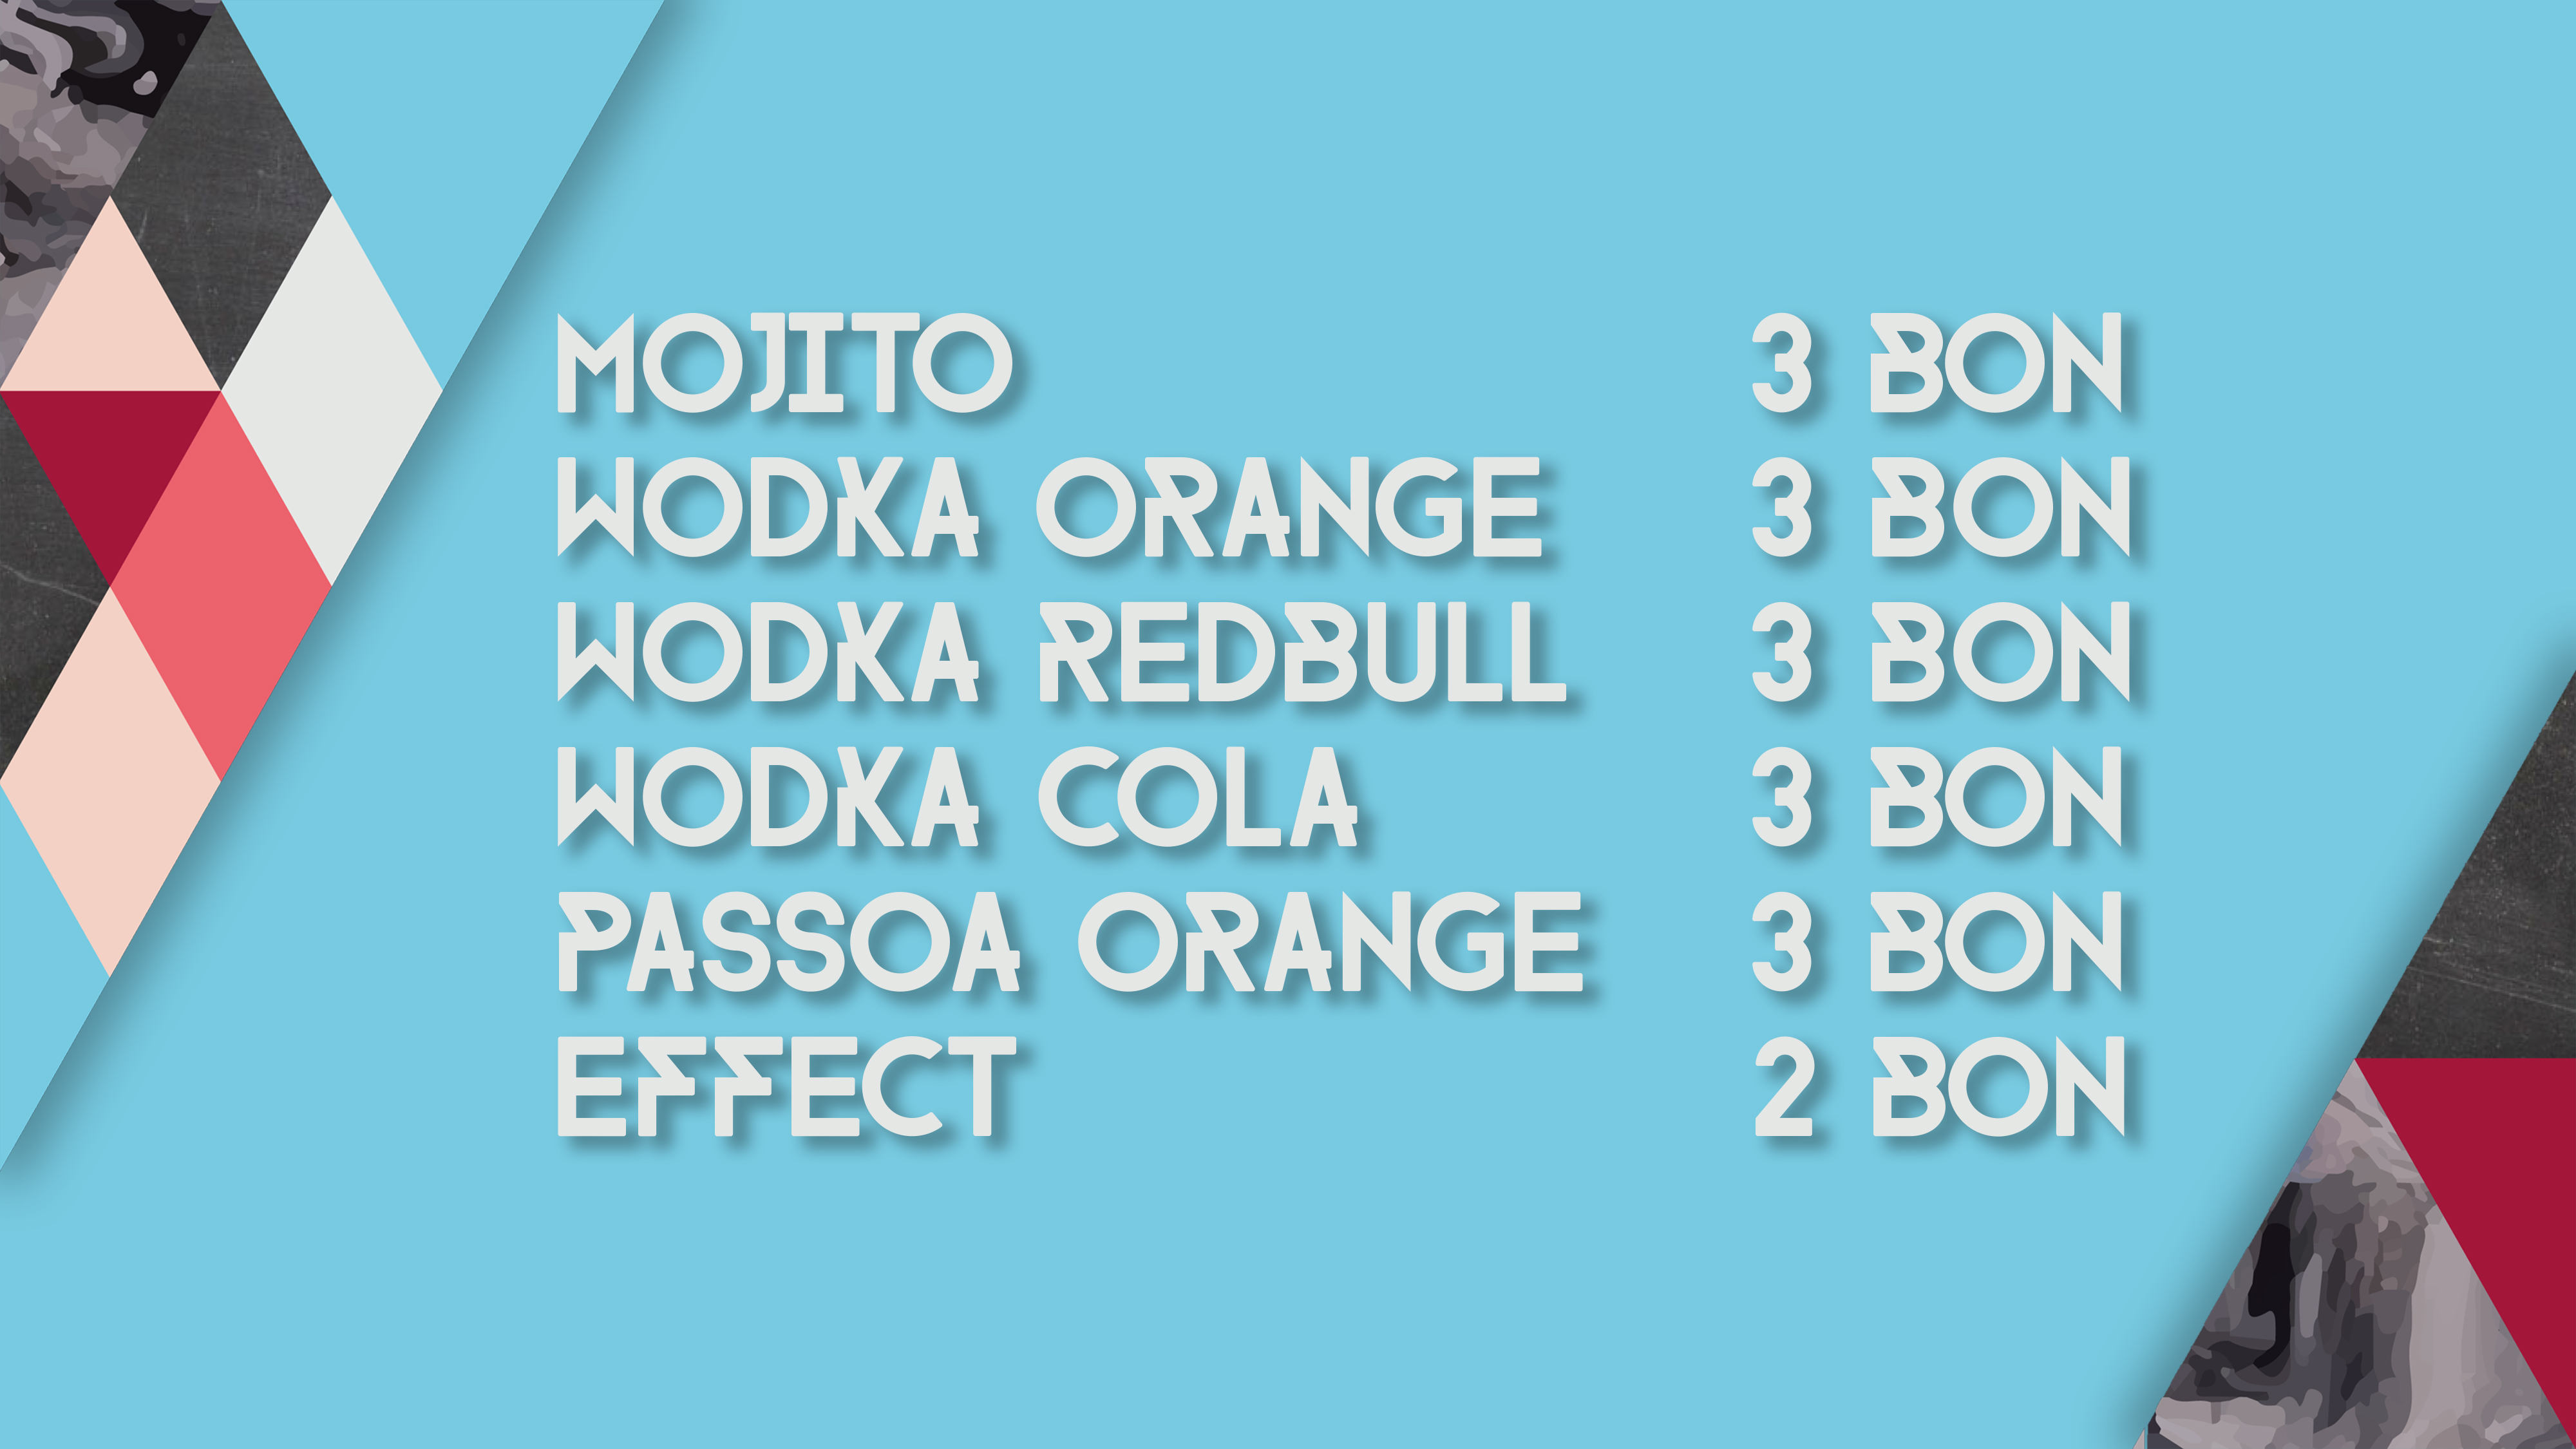 MOJITO 3 BON
WODKA ORANGE 3 BON
WODKA REDBULL 3 BON
WODKA COLA 3 BON
PASSOA ORANGE 3 BON
EFFECT 2 BON